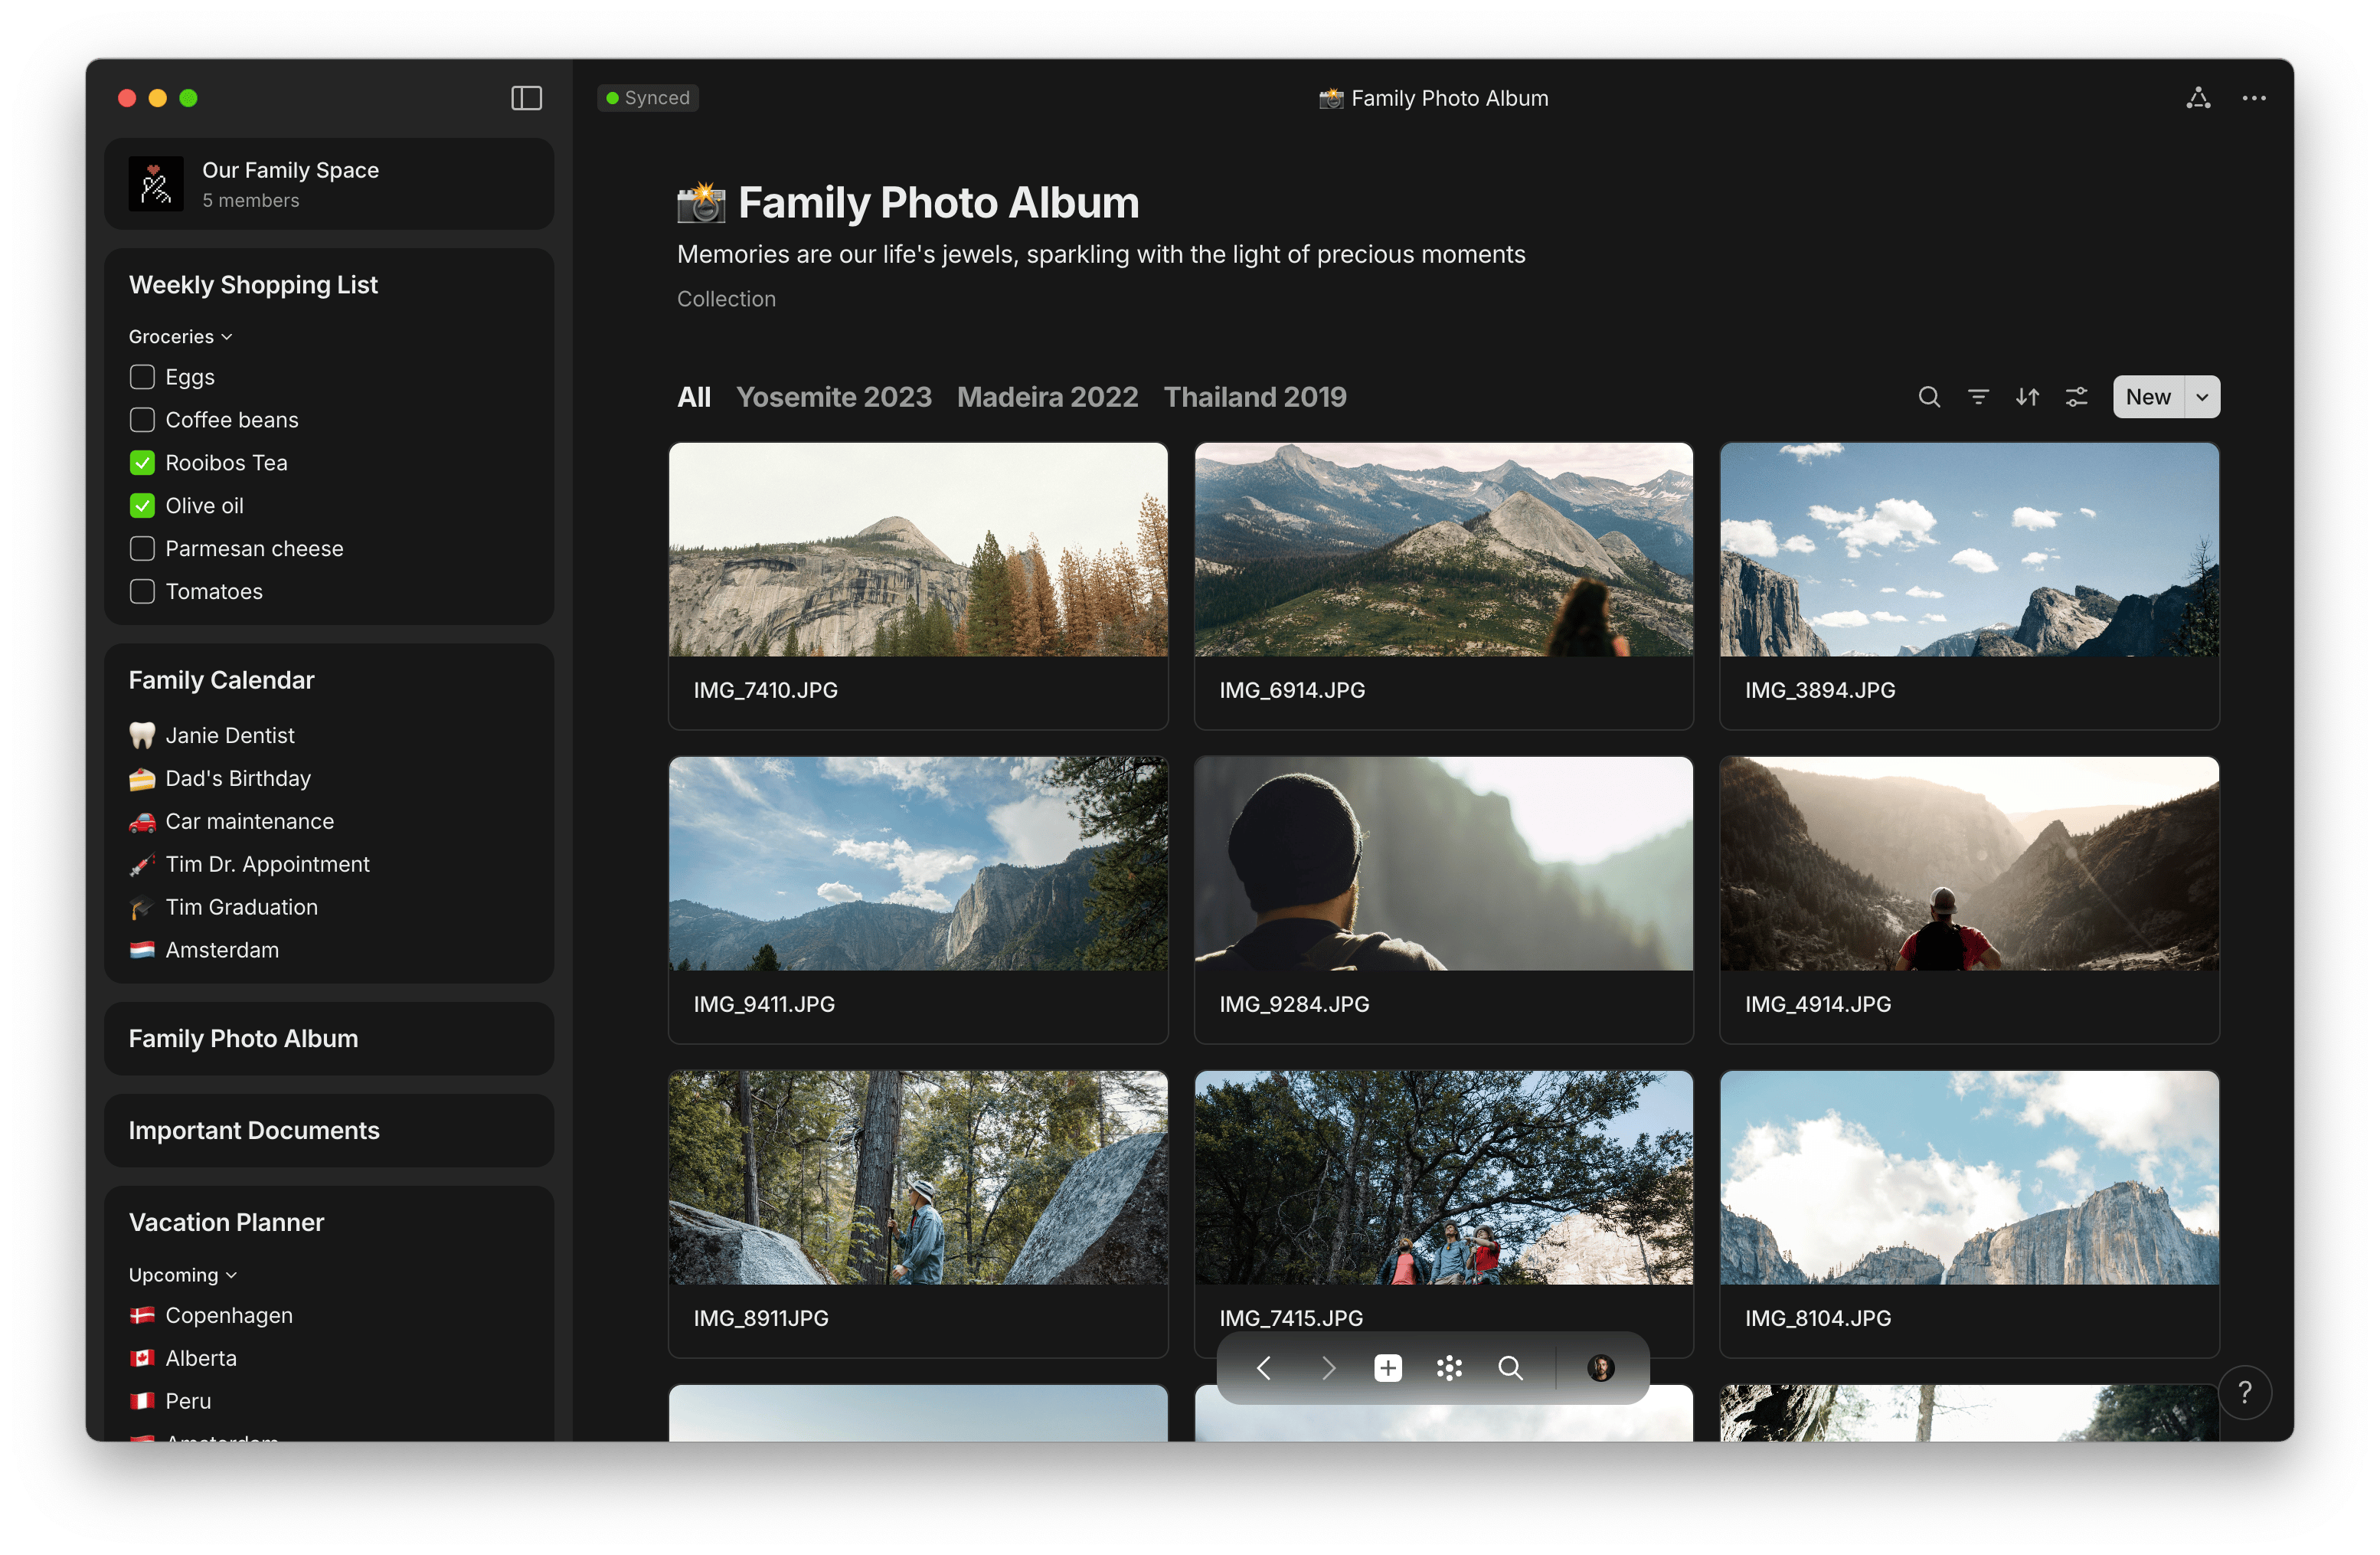 Synced
📸 Family Photo Album
Our Family Space
5 members
Weekly Shopping List
Groceries
Eggs
Coffee beans
Rooibos Tea
Olive oil
Parmesan cheese
Tomatoes
Family Calendar
Janie Dentist
Dad's Birthday
Car maintenance
Tim Dr. Appointment
Tim Graduation
Amsterdam
Family Photo Album
Important Documents
Vacation Planner
Upcoming
Copenhagen
Alberta
Peru
Amsterdam
📸 Family Photo Album
Memories are our life's jewels, sparkling with the light of precious moments
Collection
All Yosemite 2023 Madeira 2022 Thailand 2019
New
IMG_7410.JPG
IMG_6914.JPG
IMG_3894.JPG
IMG_9411.JPG
IMG_9284.JPG
IMG_4914.JPG
IMG_8911JPG
IMG_7415.JPG
IMG_8104.JPG
?